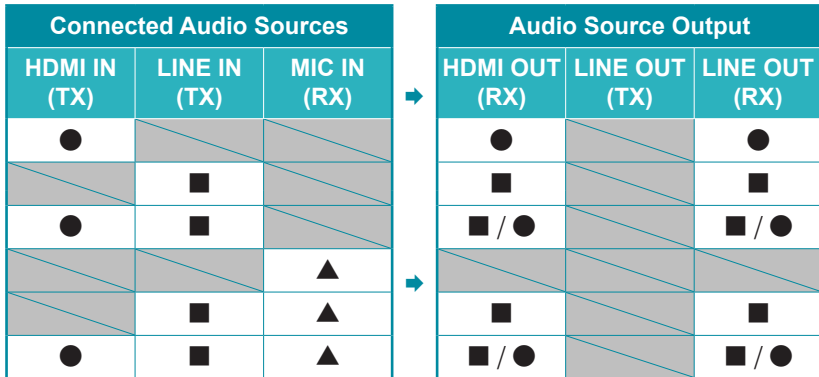 Connected Audio Sources
HDMI IN (TX) LINE IN (TX) MIC IN (RX)
➡
Audio Source Output
HDMI OUT (RX) LINE OUT (TX) LINE OUT (RX)
● ● ●
■ ■ ■
● ■ ■ / ● ■ / ●
▲ ➡
■ ▲ ■ ■
● ■ ▲ ■ / ● ■ / ●